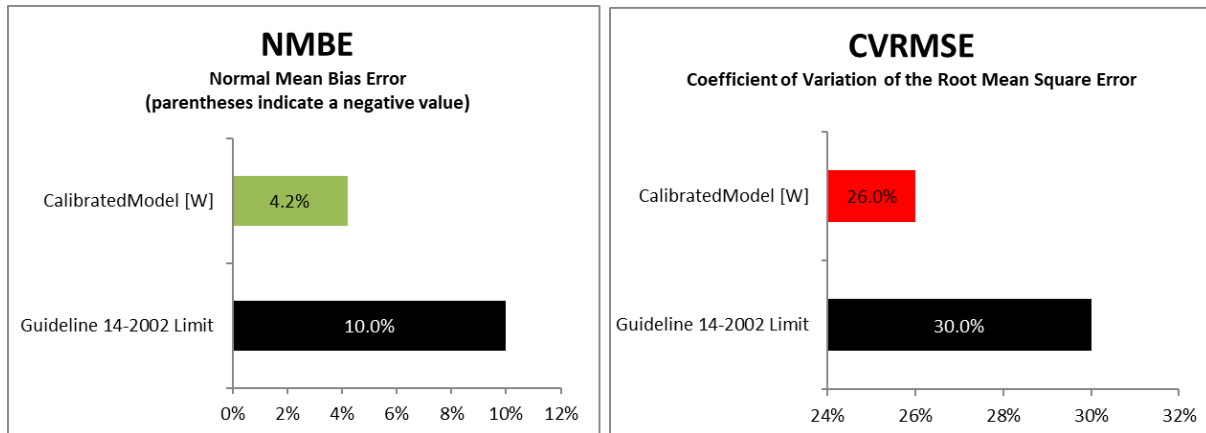 NMBE
Normal Mean Bias Error
(parentheses indicate a negative value)
CalibratedModel [W]
4.2%
Guideline 14-2002 Limit
10.0%
0% 2% 4% 6% 8% 10% 12%
CVRMSE
Coefficient of Variation of the Root Mean Square Error
CalibratedModel [W]
26.0%
Guideline 14-2002 Limit
30.0%
24% 26% 28% 30% 32%